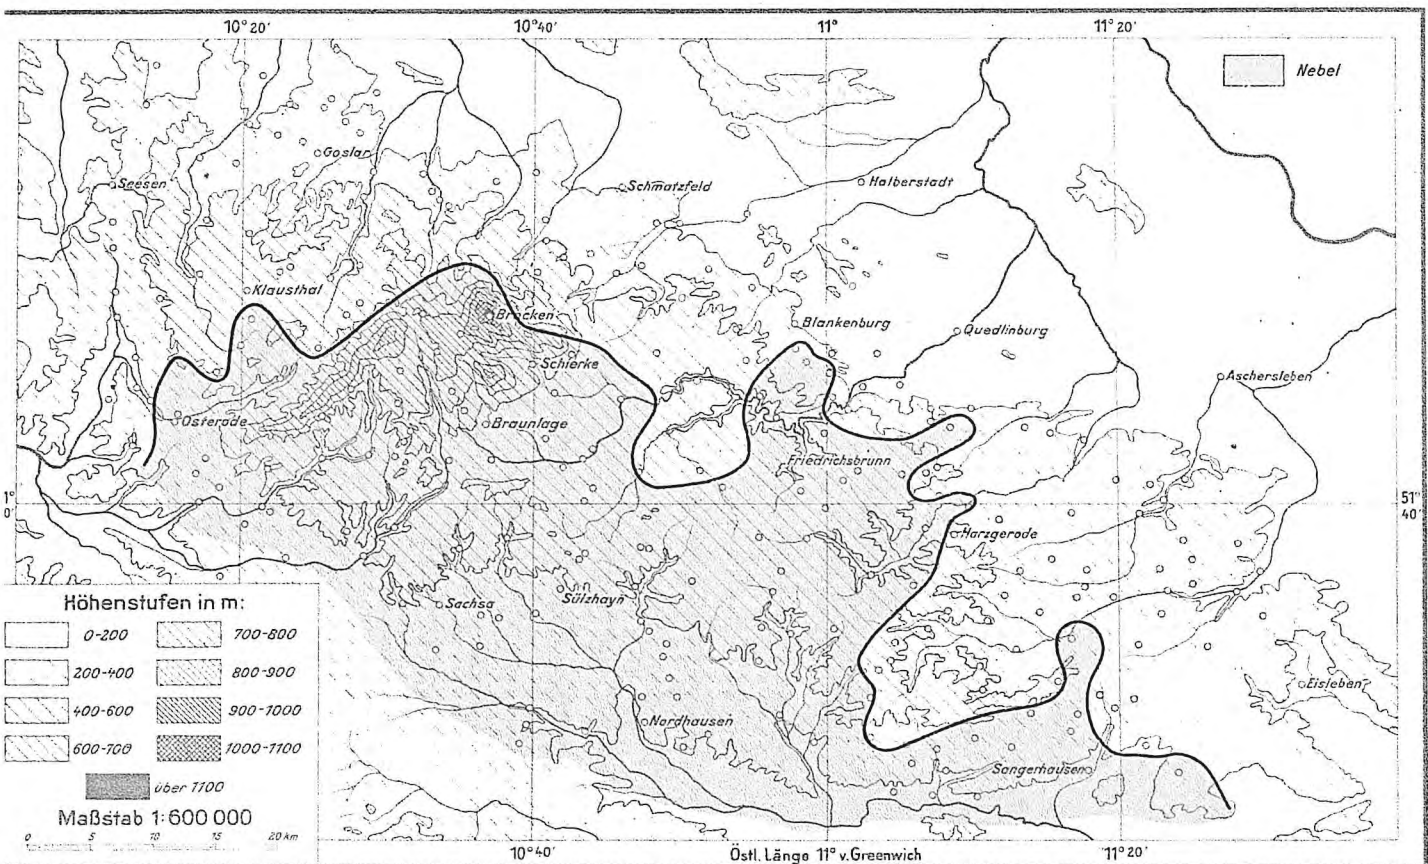 10° 20'
10° 40'
11°
11° 20'
Nebel
Goslar
Seesen
Schmatzfeld
Halberstadt
Klausthal
Brocken
Blankenburg
Quedlinburg
Schierke
Aschersleben
Osterode
Braunlage
Friedrichsbrunn
51°
40'
Harzgerode
Höhenstufen in m:
Sachsa
Sülzhayn
0-200
700-800
200-400
800-900
400-600
900-1000
600-700
1000-1100
über 1100
Eisleben
Nordhausen
Sangerhausen
Maßstab 1:600 000
0 5 10 15 20 km
10° 40'
Östl. Länge 11° v. Greenwich
11° 20'